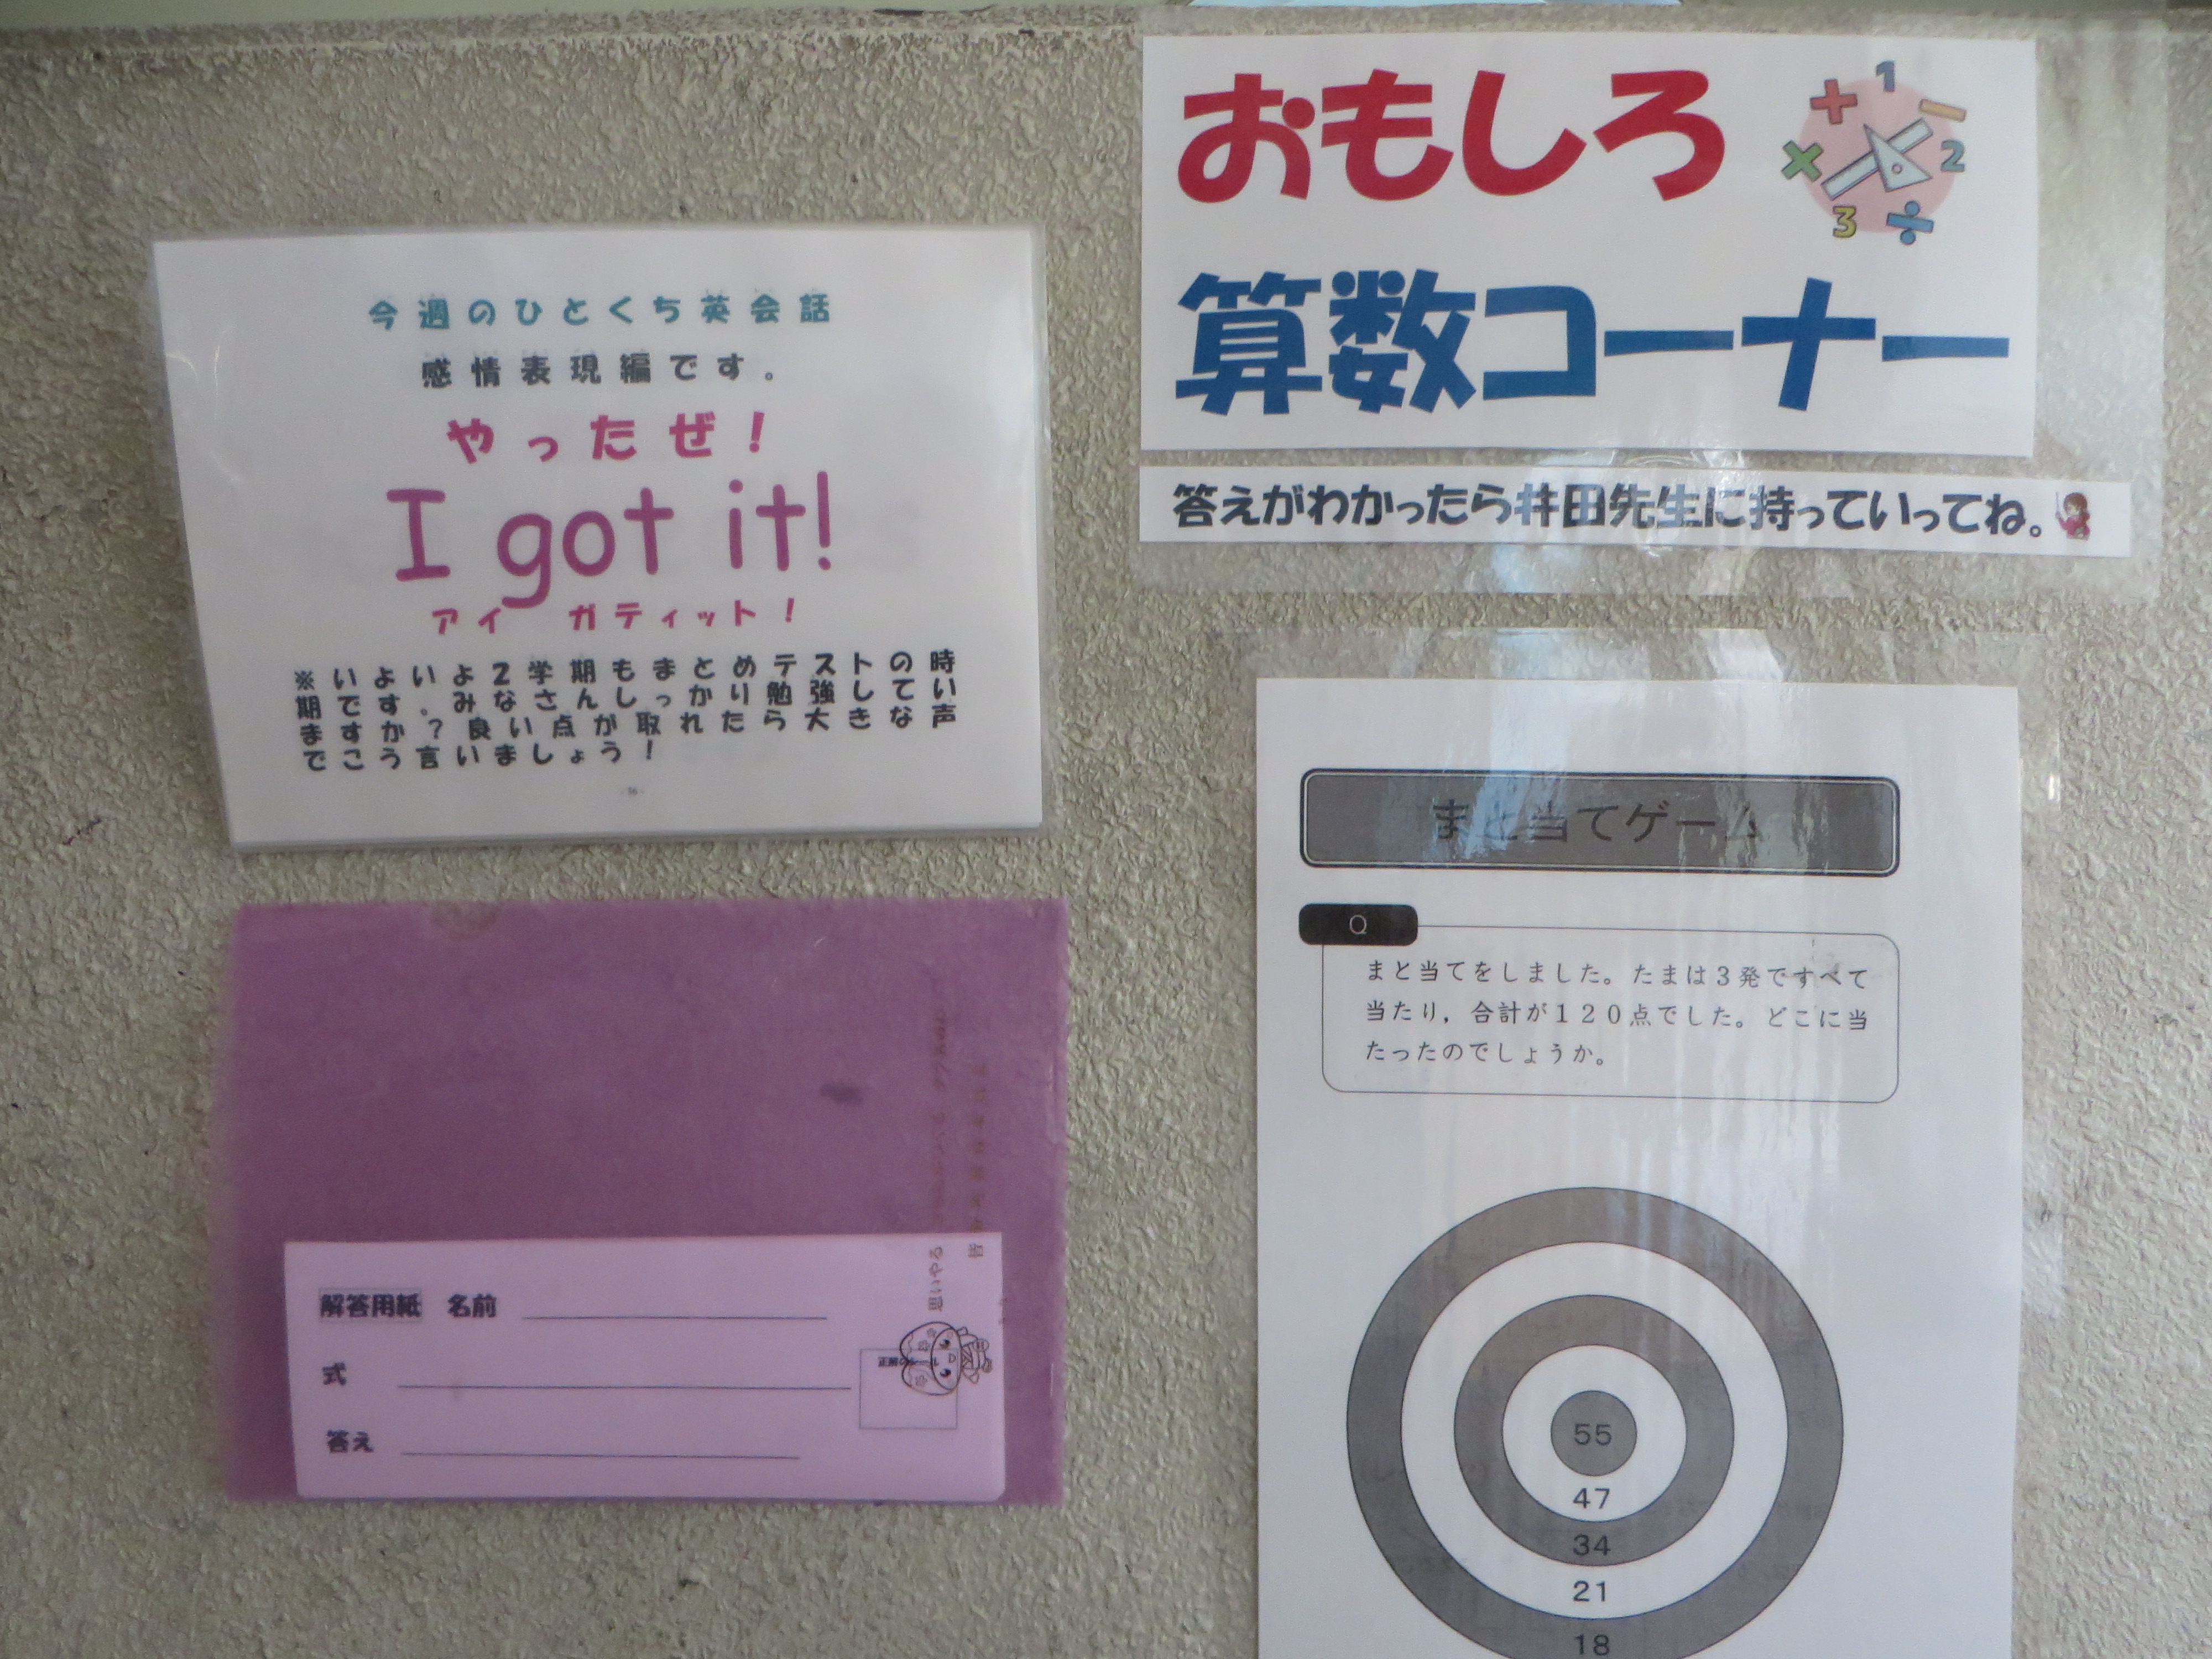 今週のひとくち英会話
感情表現編です。
やったぜ！
I got it!
アイ ガティット！
※いよいよ2学期もまとめテストの時
期です。みなさんしっかり勉強してい
ますか？良い点が取れたら大きな声
でこう言いましょう！
おもしろ
算数コーナー
1
2
3
答えがわかったら井田先生に持っていってね。
まと当てゲーム
Q
まと当てをしました。たまは３発ですべて
当たり，合計が１２０点でした。どこに当
たったのでしょうか。
55
47
34
21
18
解答用紙 名前
式
答え